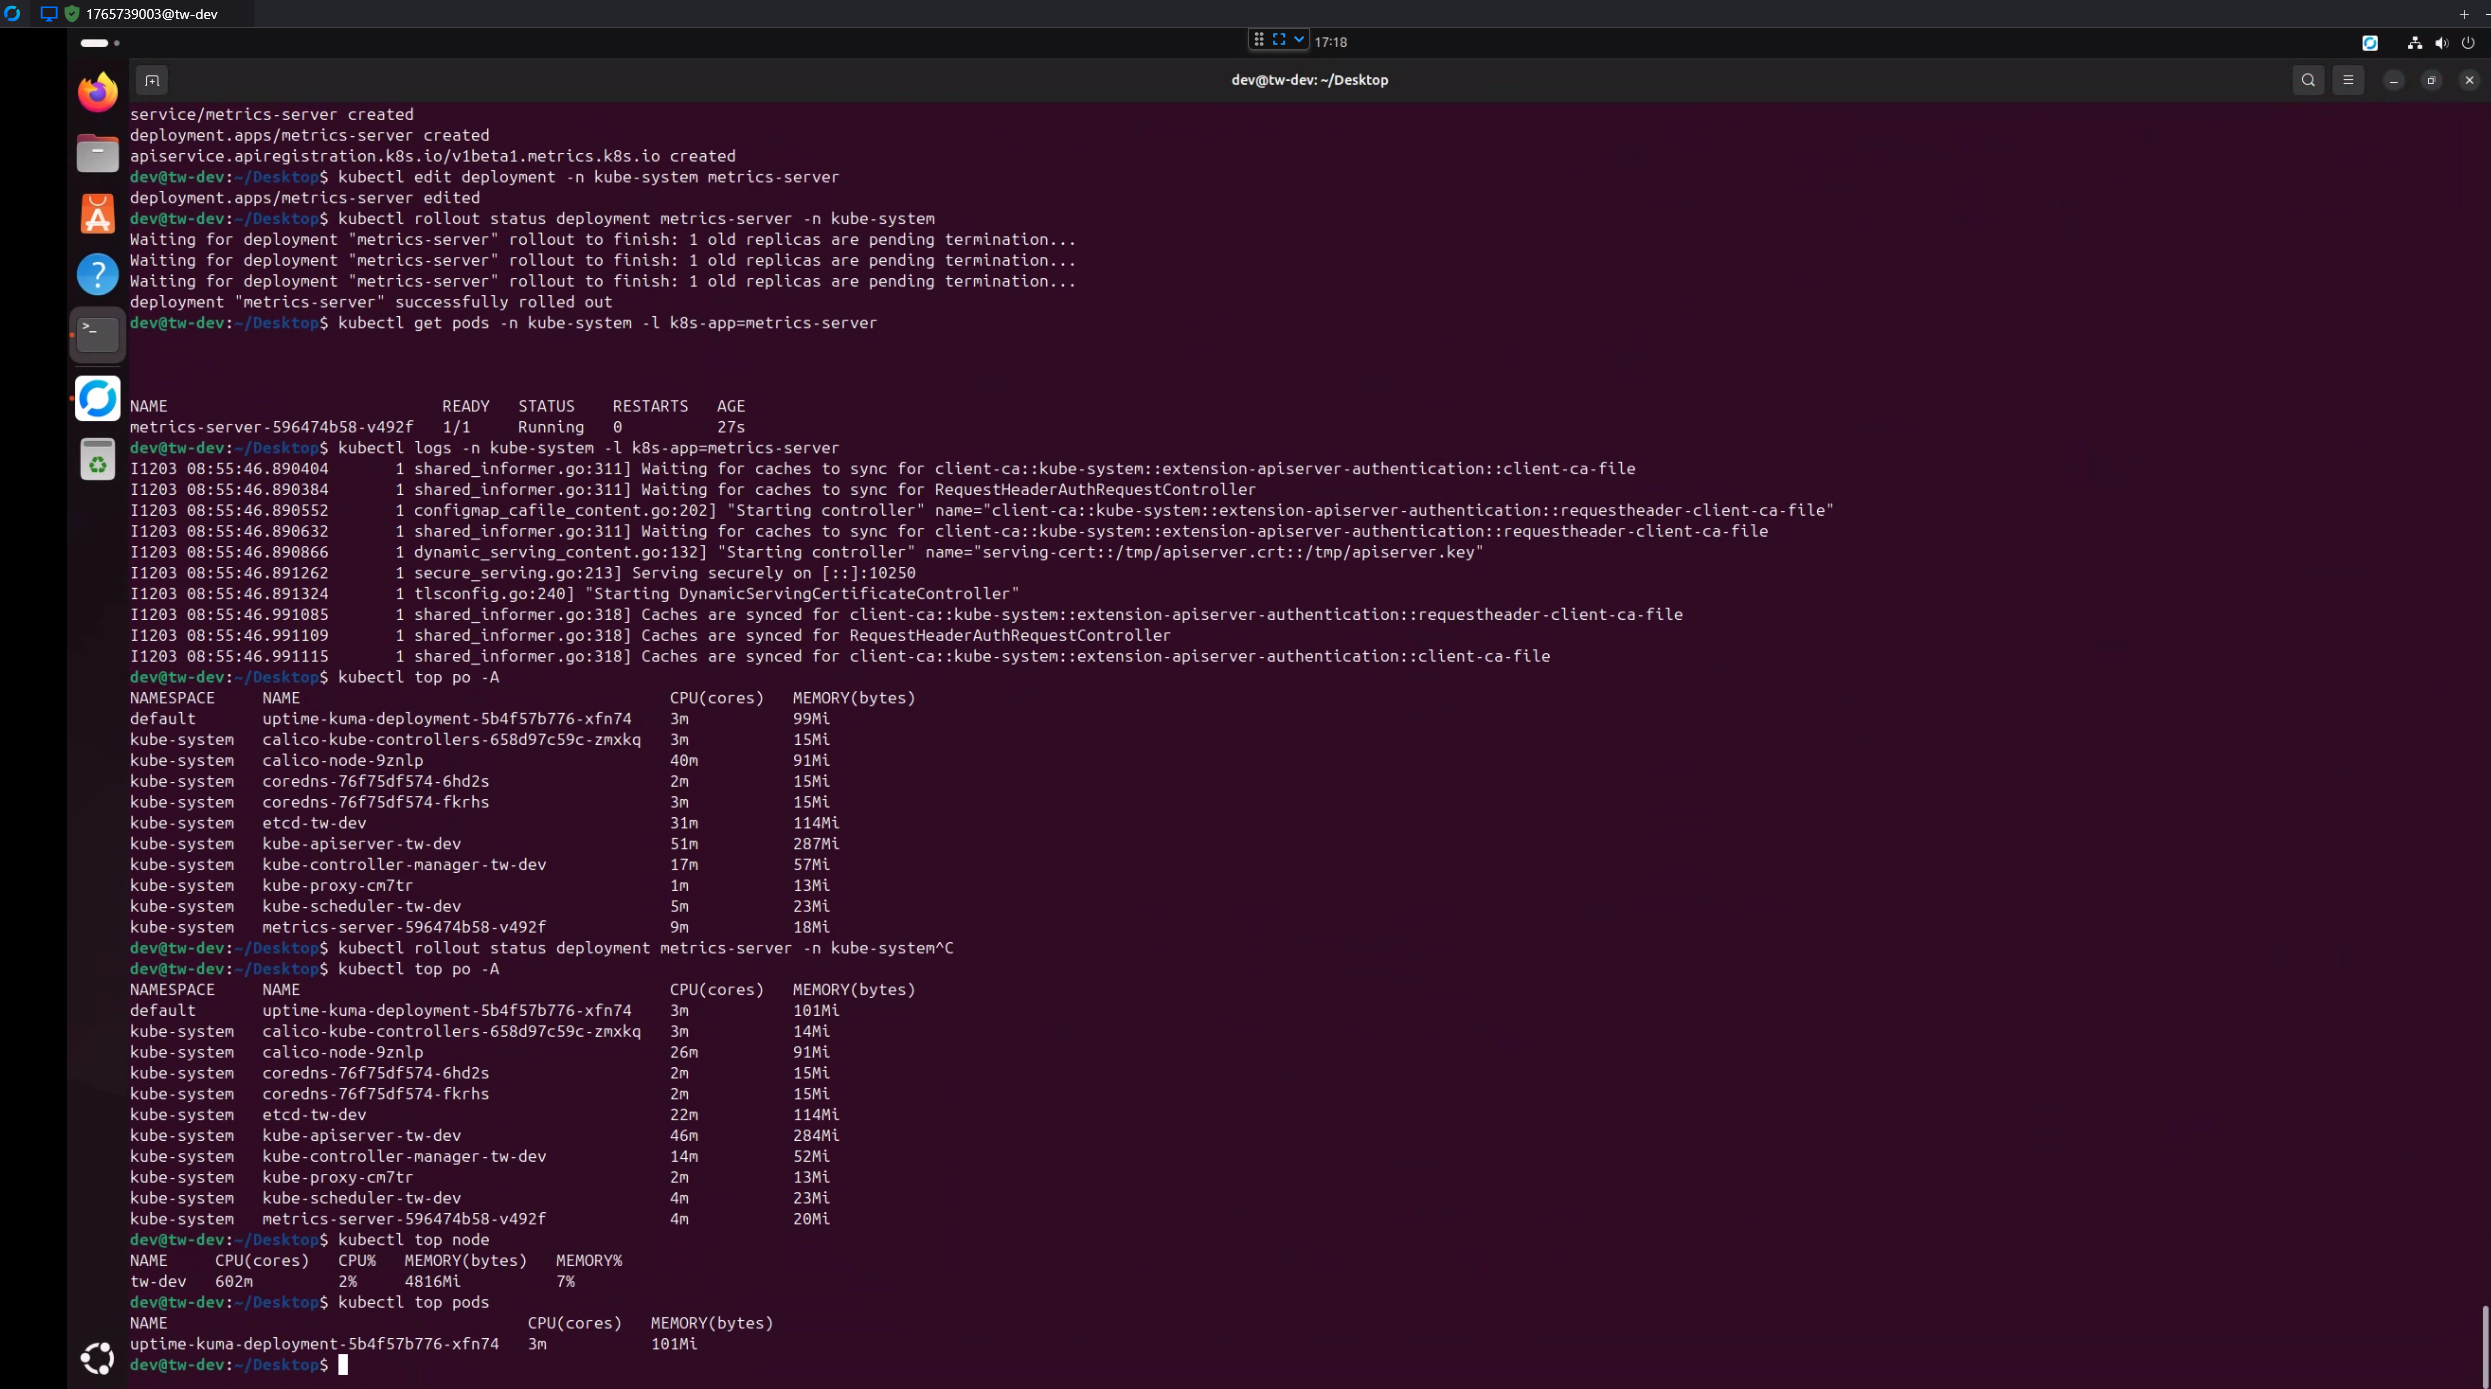 1765739003@tw-dev
17:18
dev@tw-dev: ~/Desktop
service/metrics-server created
deployment.apps/metrics-server created
apiservice.apiregistration.k8s.io/v1beta1.metrics.k8s.io created
dev@tw-dev:~/Desktop$ kubectl edit deployment -n kube-system metrics-server
deployment.apps/metrics-server edited
dev@tw-dev:~/Desktop$ kubectl rollout status deployment metrics-server -n kube-system
Waiting for deployment "metrics-server" rollout to finish: 1 old replicas are pending termination...
Waiting for deployment "metrics-server" rollout to finish: 1 old replicas are pending termination...
Waiting for deployment "metrics-server" rollout to finish: 1 old replicas are pending termination...
deployment "metrics-server" successfully rolled out
dev@tw-dev:~/Desktop$ kubectl get pods -n kube-system -l k8s-app=metrics-server
NAME                             READY   STATUS    RESTARTS   AGE
metrics-server-596474b58-v492f   1/1     Running   0          27s
dev@tw-dev:~/Desktop$ kubectl logs -n kube-system -l k8s-app=metrics-server
I1203 08:55:46.890404       1 shared_informer.go:311] Waiting for caches to sync for client-ca::kube-system::extension-apiserver-authentication::client-ca-file
I1203 08:55:46.890384       1 shared_informer.go:311] Waiting for caches to sync for RequestHeaderAuthRequestController
I1203 08:55:46.890552       1 configmap_cafile_content.go:202] "Starting controller" name="client-ca::kube-system::extension-apiserver-authentication::requestheader-client-ca-file"
I1203 08:55:46.890632       1 shared_informer.go:311] Waiting for caches to sync for client-ca::kube-system::extension-apiserver-authentication::requestheader-client-ca-file
I1203 08:55:46.890866       1 dynamic_serving_content.go:132] "Starting controller" name="serving-cert::/tmp/apiserver.crt::/tmp/apiserver.key"
I1203 08:55:46.891262       1 secure_serving.go:213] Serving securely on [::]:10250
I1203 08:55:46.891324       1 tlsconfig.go:240] "Starting DynamicServingCertificateController"
I1203 08:55:46.991085       1 shared_informer.go:318] Caches are synced for client-ca::kube-system::extension-apiserver-authentication::requestheader-client-ca-file
I1203 08:55:46.991109       1 shared_informer.go:318] Caches are synced for RequestHeaderAuthRequestController
I1203 08:55:46.991115       1 shared_informer.go:318] Caches are synced for client-ca::kube-system::extension-apiserver-authentication::client-ca-file
dev@tw-dev:~/Desktop$ kubectl top po -A
NAMESPACE     NAME                                       CPU(cores)   MEMORY(bytes)
default       uptime-kuma-deployment-5b4f57b776-xfn74    3m           99Mi
kube-system   calico-kube-controllers-658d97c59c-zmxkq   3m           15Mi
kube-system   calico-node-9znlp                          40m          91Mi
kube-system   coredns-76f75df574-6hd2s                   2m           15Mi
kube-system   coredns-76f75df574-fkrhs                   3m           15Mi
kube-system   etcd-tw-dev                                31m          114Mi
kube-system   kube-apiserver-tw-dev                      51m          287Mi
kube-system   kube-controller-manager-tw-dev             17m          57Mi
kube-system   kube-proxy-cm7tr                           1m           13Mi
kube-system   kube-scheduler-tw-dev                      5m           23Mi
kube-system   metrics-server-596474b58-v492f             9m           18Mi
dev@tw-dev:~/Desktop$ kubectl rollout status deployment metrics-server -n kube-system^C
dev@tw-dev:~/Desktop$ kubectl top po -A
NAMESPACE     NAME                                       CPU(cores)   MEMORY(bytes)
default       uptime-kuma-deployment-5b4f57b776-xfn74    3m           101Mi
kube-system   calico-kube-controllers-658d97c59c-zmxkq   3m           14Mi
kube-system   calico-node-9znlp                          26m          91Mi
kube-system   coredns-76f75df574-6hd2s                   2m           15Mi
kube-system   coredns-76f75df574-fkrhs                   2m           15Mi
kube-system   etcd-tw-dev                                22m          114Mi
kube-system   kube-apiserver-tw-dev                      46m          284Mi
kube-system   kube-controller-manager-tw-dev             14m          52Mi
kube-system   kube-proxy-cm7tr                           2m           13Mi
kube-system   kube-scheduler-tw-dev                      4m           23Mi
kube-system   metrics-server-596474b58-v492f             4m           20Mi
dev@tw-dev:~/Desktop$ kubectl top node
NAME     CPU(cores)   CPU%   MEMORY(bytes)   MEMORY%
tw-dev   602m         2%     4816Mi          7%
dev@tw-dev:~/Desktop$ kubectl top pods
NAME                                      CPU(cores)   MEMORY(bytes)
uptime-kuma-deployment-5b4f57b776-xfn74   3m           101Mi
dev@tw-dev:~/Desktop$